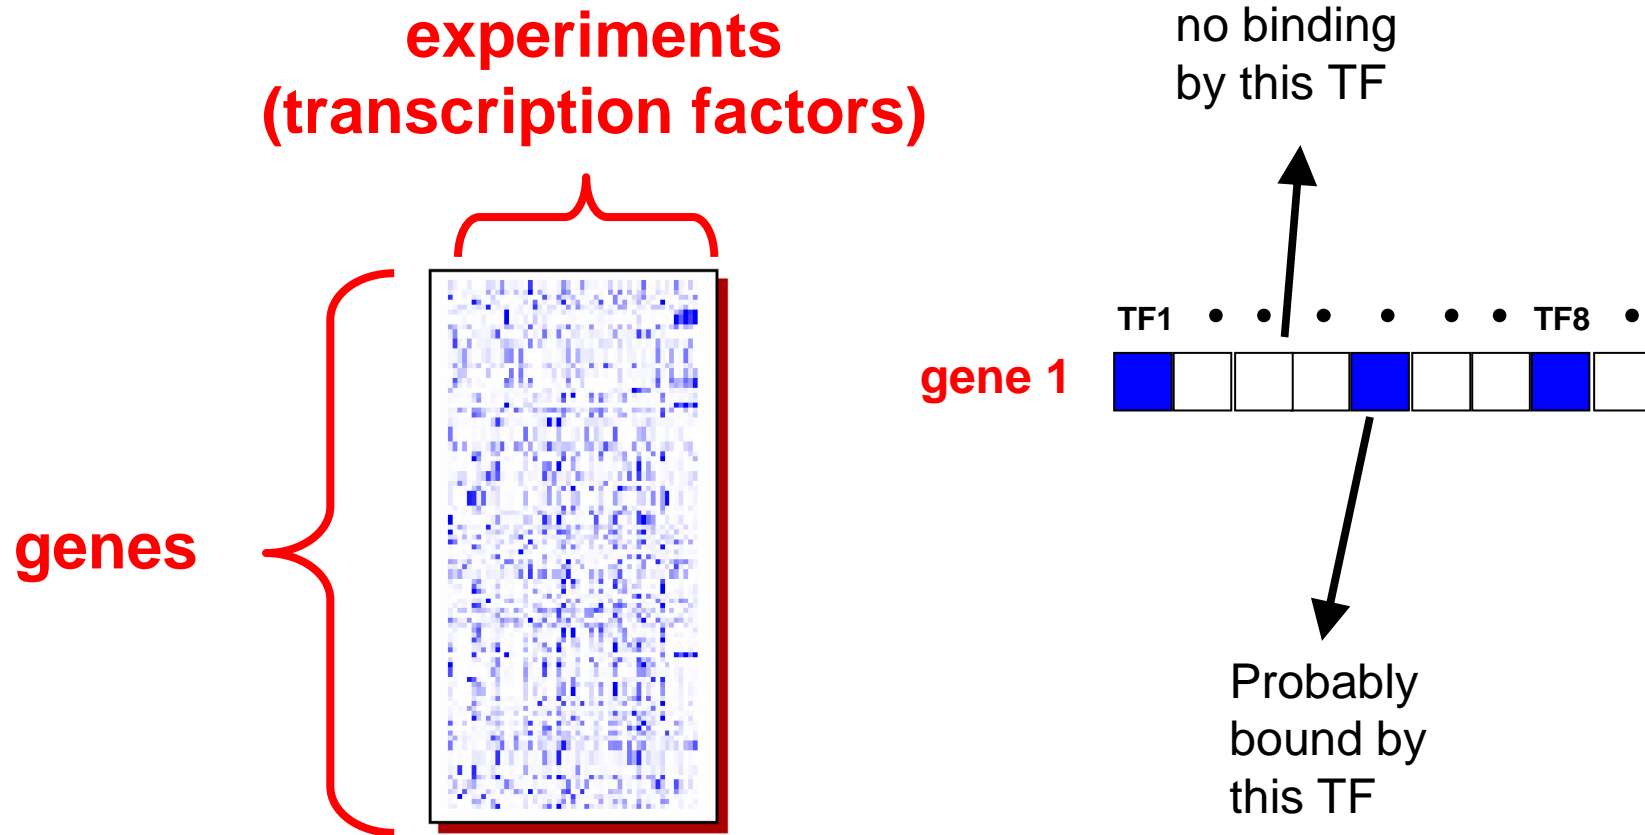 experiments
(transcription factors)
genes
no binding
by this TF
TF1 • • • • • • TF8 •
gene 1
Probably
bound by
this TF